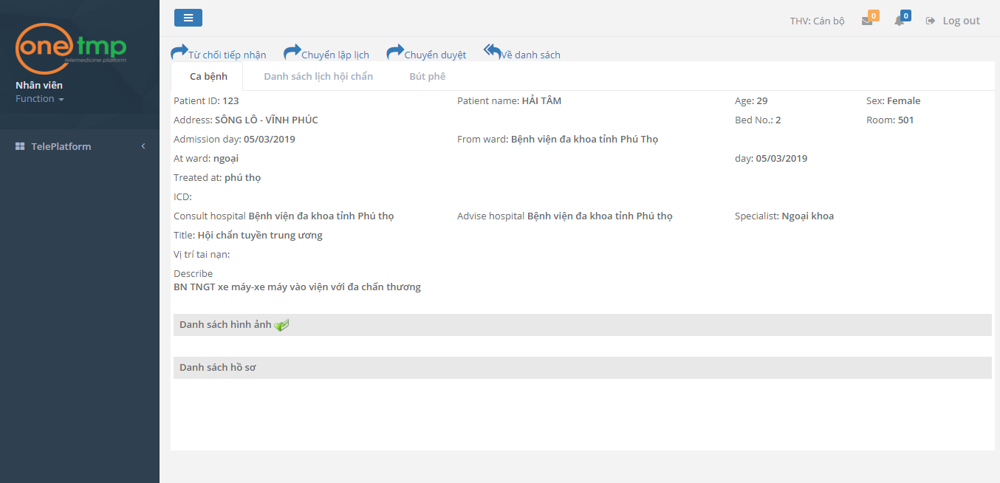 one tmp
telemedicine platform
Nhân viên
Function
TelePlatform
THV: Cán bộ
0
0
Log out
Từ chối tiếp nhận
Chuyển lập lịch
Chuyển duyệt
Về danh sách
Ca bệnh
Danh sách lịch hội chẩn
Bút phê
Patient ID: 123 Patient name: HẢI TÂM Age: 29 Sex: Female
Address: SÔNG LÔ - VĨNH PHÚC Bed No.: 2 Room: 501
Admission day: 05/03/2019 From ward: Bệnh viện đa khoa tỉnh Phú Thọ
At ward: ngoại day: 05/03/2019
Treated at: phú thọ
ICD:
Consult hospital Bệnh viện đa khoa tỉnh Phú thọ Advise hospital Bệnh viện đa khoa tỉnh Phú thọ Specialist: Ngoại khoa
Title: Hội chẩn tuyền trung ương
Vị trí tai nạn:
Describe
BN TNGT xe máy-xe máy vào viện với đa chấn thương
Danh sách hình ảnh
Danh sách hồ sơ